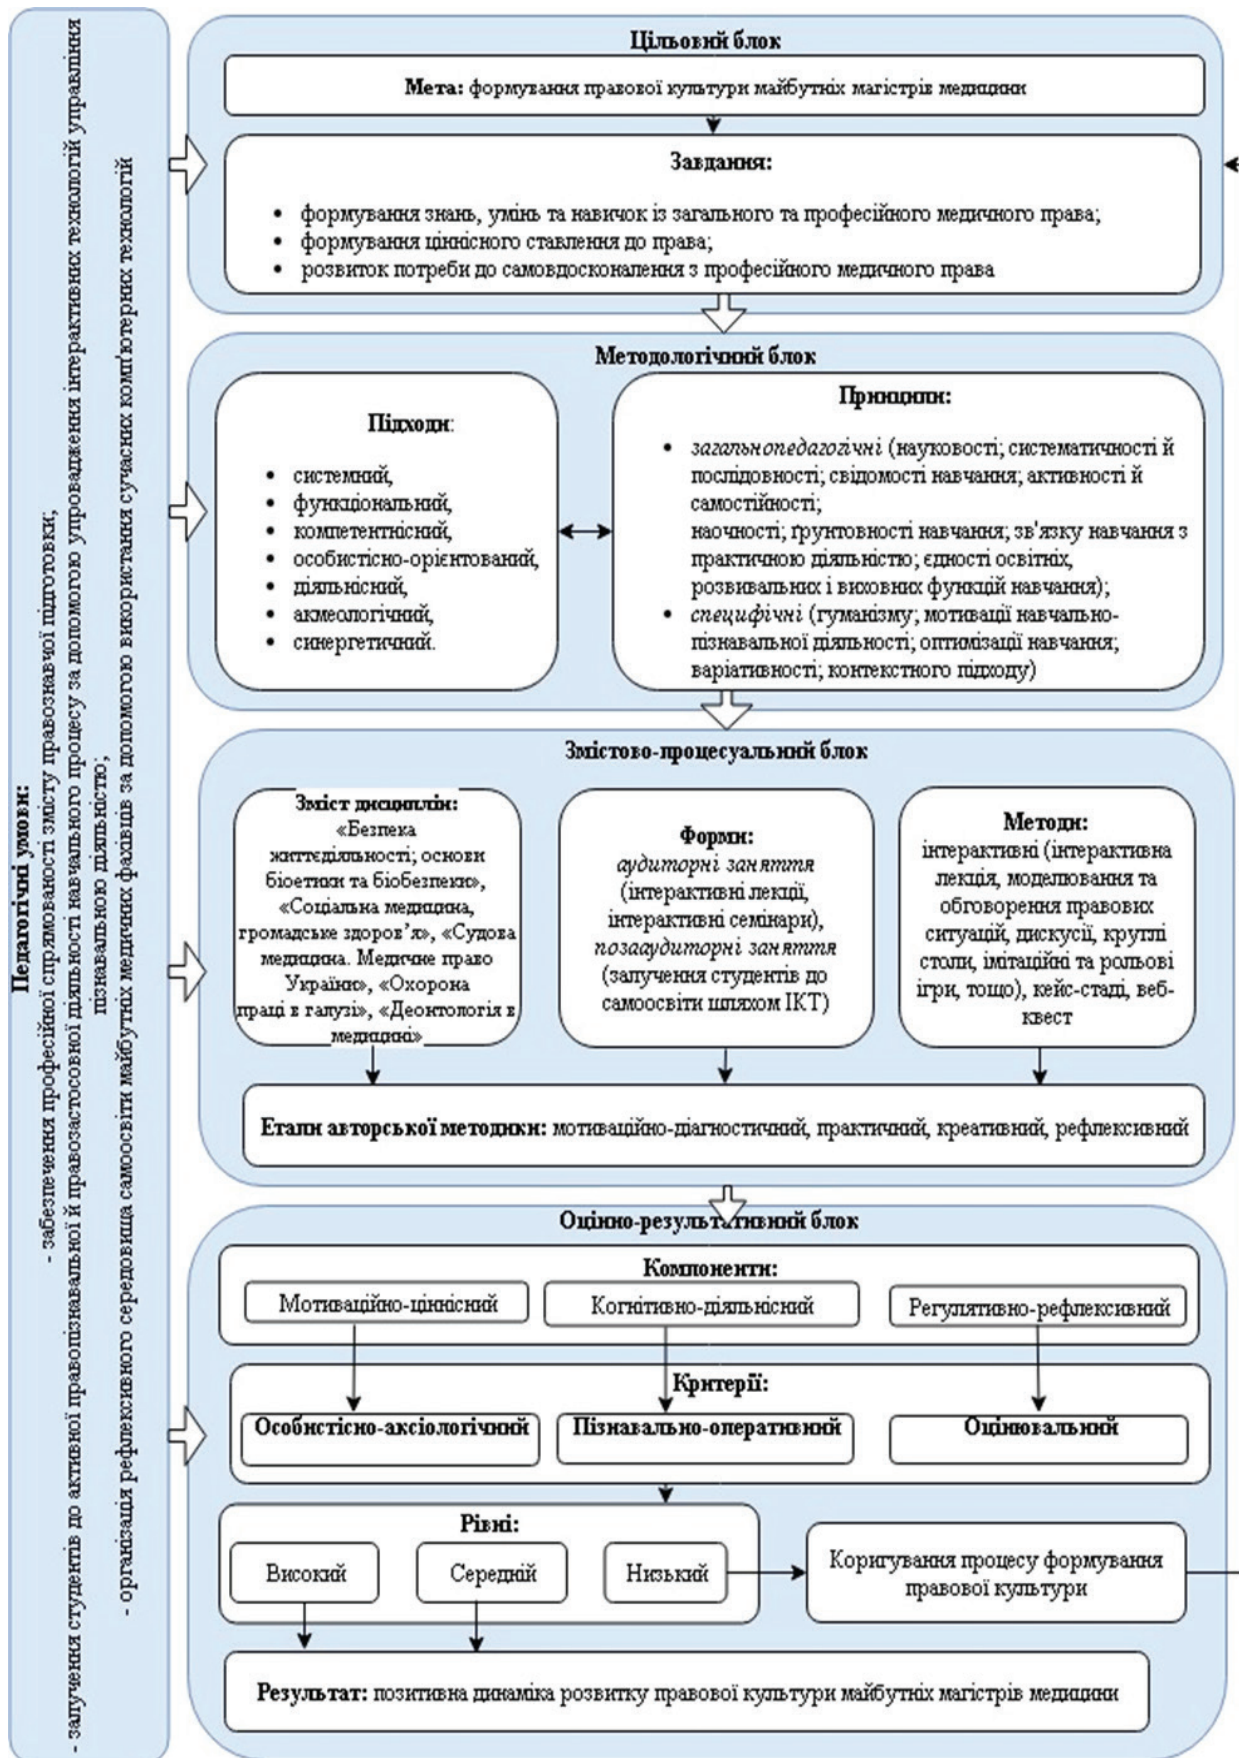 Педагогічні умови:
- забезпечення професійної спрямованості змісту правознавчої підготовки;
- залучення студентів до активної правопізнавальної й правозастосовної діяльності навчального процесу за допомогою упровадження інтерактивних технологій управління
пізнавальною діяльністю;
- організація рефлексивного середовища самоосвіти майбутніх медичних фахівців за допомогою використання сучасних комп'ютерних технологій
Цільовий блок
Мета: формування правової культури майбутніх магістрів медицини
Завдання:
• формування знань, умінь та навичок із загального та професійного медичного права;
• формування ціннісного ставлення до права;
• розвиток потреби до самовдосконалення з професійного медичного права
Методологічний блок
Підходи:
• системний,
• функціональний,
• компетентнісний,
• особистісно-орієнтований,
• діяльнісний,
• акмеологічний,
• синергетичний.
Принципи:
• загальнопедагогічні (науковості; систематичності й
послідовності; свідомості навчання; активності й
самостійності;
наочності; ґрунтовності навчання; зв'язку навчання з
практичною діяльністю; єдності освітніх,
розвивальних і виховних функцій навчання);
• специфічні (гуманізму; мотивації навчально-
пізнавальної діяльності; оптимізації навчання;
варіативності; контекстного підходу)
Змістово-процесуальний блок
Зміст дисциплін:
«Безпека
життєдіяльності; основи
біоетики та біобезпеки»,
«Соціальна медицина,
громадське здоров’я», «Судова
медицина. Медичне право
України», «Охорона
праці в галузі», «Деонтологія в
медицині»
Форми:
аудиторні заняття
(інтерактивні лекції,
інтерактивні семінари),
позааудиторні заняття
(залучення студентів до
самоосвіти шляхом ІКТ)
Методи:
інтерактивні (інтерактивна
лекція, моделювання та
обговорення правових
ситуацій, дискусії, круглі
столи, імітаційні та рольові
ігри, тощо), кейс-стаді, веб-
квест
Етапи авторської методики: мотиваційно-діагностичний, практичний, креативний, рефлексивний
Оцінно-результативний блок
Компоненти:
Мотиваційно-ціннісний
Когнітивно-діяльнісний
Регулятивно-рефлексивний
Критерії:
Особистісно-аксіологічний
Пізнавально-оперативний
Оцінювальний
Рівні:
Високий
Середній
Низький
Коригування процесу формування
правової культури
Результат: позитивна динаміка розвитку правової культури майбутніх магістрів медицини